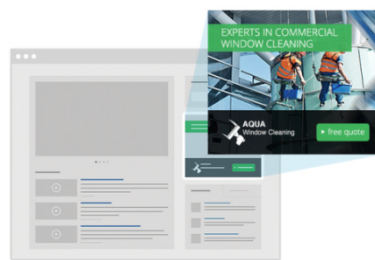 EXPERTS IN COMMERCIAL
WINDOW CLEANING
AQUA
Window Cleaning
free quote